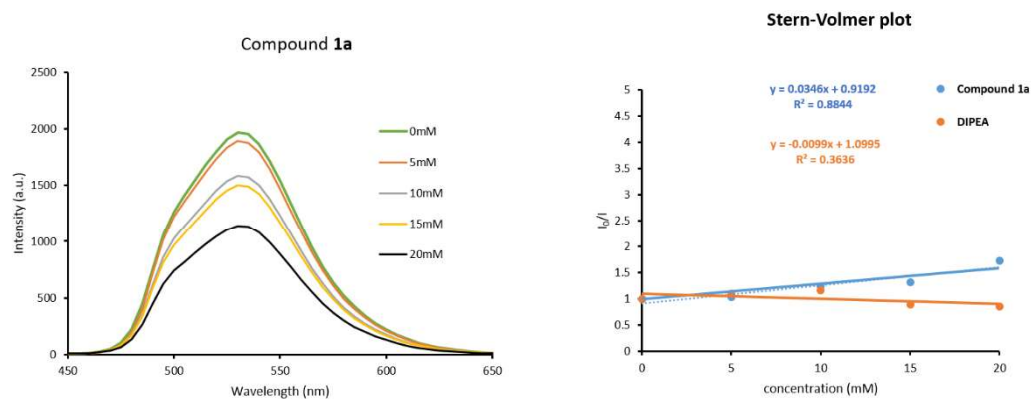 Compound 1a
2500
2000
1500
1000
500
0
Intensity (a.u.)
450
500
550
600
650
Wavelength (nm)
0mM
5mM
10mM
15mM
20mM
Stern-Volmer plot
y = 0.0346x + 0.9192
R² = 0.8844
y = -0.0099x + 1.0995
R² = 0.3636
Compound 1a
DIPEA
5
4.5
4
3.5
3
2.5
2
1.5
1
0.5
0
I₀/I
0
5
10
15
20
concentration (mM)